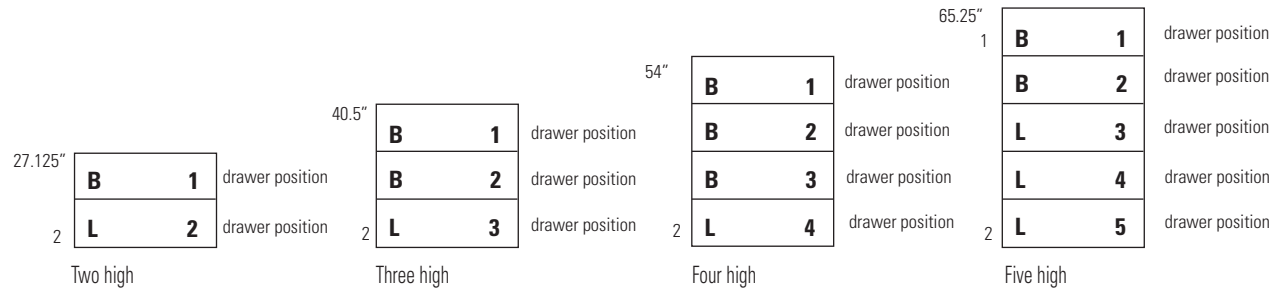 27.125"
B 1 drawer position
2 L 2 drawer position
Two high
40.5"
B 1 drawer position
B 2 drawer position
2 L 3 drawer position
Three high
54"
B 1 drawer position
B 2 drawer position
B 3 drawer position
2 L 4 drawer position
Four high
65.25"
1 B 1 drawer position
B 2 drawer position
L 3 drawer position
L 4 drawer position
2 L 5 drawer position
Five high